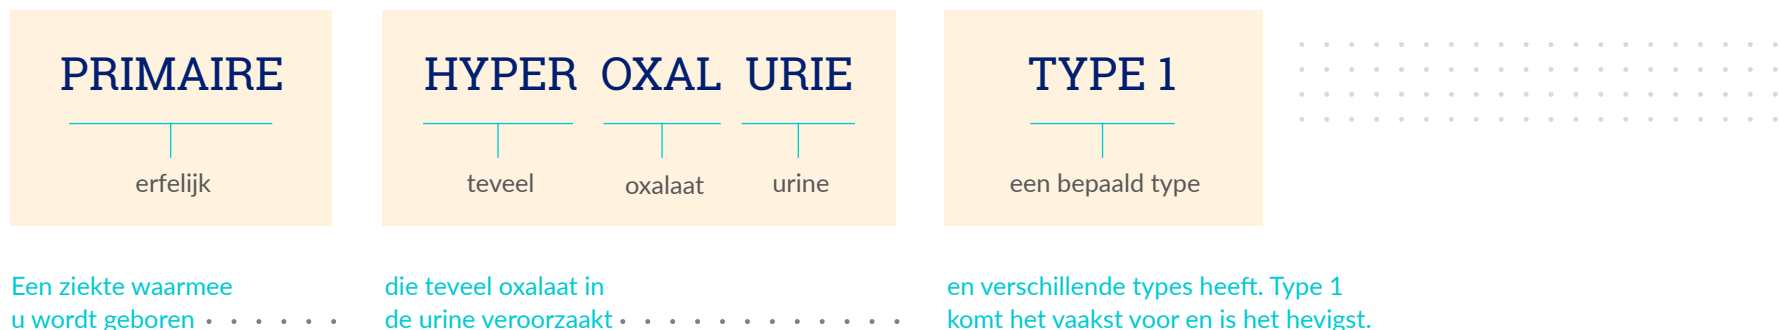 PRIMAIRE
erfelijk
HYPER OXAL URIE
teveel oxalaat urine
TYPE 1
een bepaald type
Een ziekte waarmee
u wordt geboren
die teveel oxalaat in
de urine veroorzaakt
en verschillende types heeft. Type 1
komt het vaakst voor en is het hevigst.